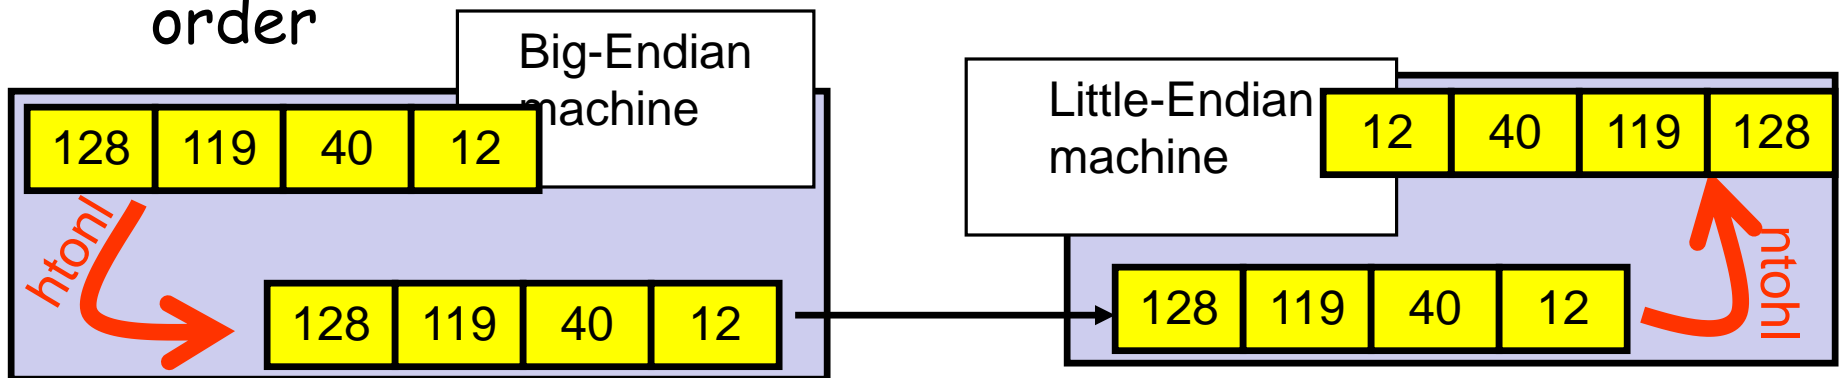 order
Big-Endian
machine
128 119 40 12
htonl
128 119 40 12
Little-Endian
machine
12 40 119 128
128 119 40 12
ntohl